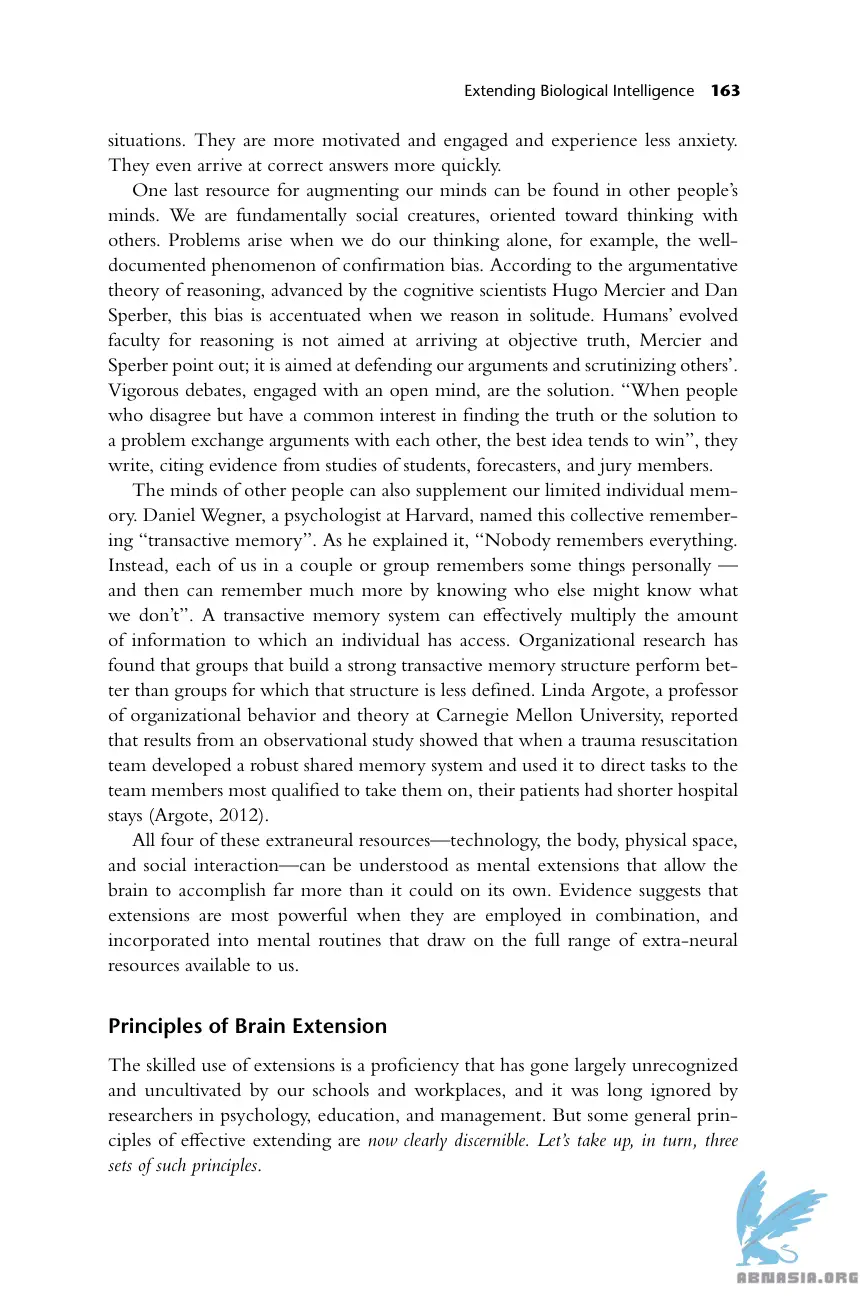 Extending Biological Intelligence 163
situations. They are more motivated and engaged and experience less anxiety.
They even arrive at correct answers more quickly.
One last resource for augmenting our minds can be found in other people’s
minds. We are fundamentally social creatures, oriented toward thinking with
others. Problems arise when we do our thinking alone, for example, the well-
documented phenomenon of confirmation bias. According to the argumentative
theory of reasoning, advanced by the cognitive scientists Hugo Mercier and Dan
Sperber, this bias is accentuated when we reason in solitude. Humans’ evolved
faculty for reasoning is not aimed at arriving at objective truth, Mercier and
Sperber point out; it is aimed at defending our arguments and scrutinizing others’.
Vigorous debates, engaged with an open mind, are the solution. “When people
who disagree but have a common interest in finding the truth or the solution to
a problem exchange arguments with each other, the best idea tends to win”, they
write, citing evidence from studies of students, forecasters, and jury members.
The minds of other people can also supplement our limited individual mem-
ory. Daniel Wegner, a psychologist at Harvard, named this collective remember-
ing “transactive memory”. As he explained it, “Nobody remembers everything.
Instead, each of us in a couple or group remembers some things personally —
and then can remember much more by knowing who else might know what
we don’t”. A transactive memory system can effectively multiply the amount
of information to which an individual has access. Organizational research has
found that groups that build a strong transactive memory structure perform bet-
ter than groups for which that structure is less defined. Linda Argote, a professor
of organizational behavior and theory at Carnegie Mellon University, reported
that results from an observational study showed that when a trauma resuscitation
team developed a robust shared memory system and used it to direct tasks to the
team members most qualified to take them on, their patients had shorter hospital
stays (Argote, 2012).
All four of these extraneural resources—technology, the body, physical space,
and social interaction—can be understood as mental extensions that allow the
brain to accomplish far more than it could on its own. Evidence suggests that
extensions are most powerful when they are employed in combination, and
incorporated into mental routines that draw on the full range of extra-neural
resources available to us.
Principles of Brain Extension
The skilled use of extensions is a proficiency that has gone largely unrecognized
and uncultivated by our schools and workplaces, and it was long ignored by
researchers in psychology, education, and management. But some general prin-
ciples of effective extending are now clearly discernible. Let’s take up, in turn, three
sets of such principles.
ABNASIA.ORG